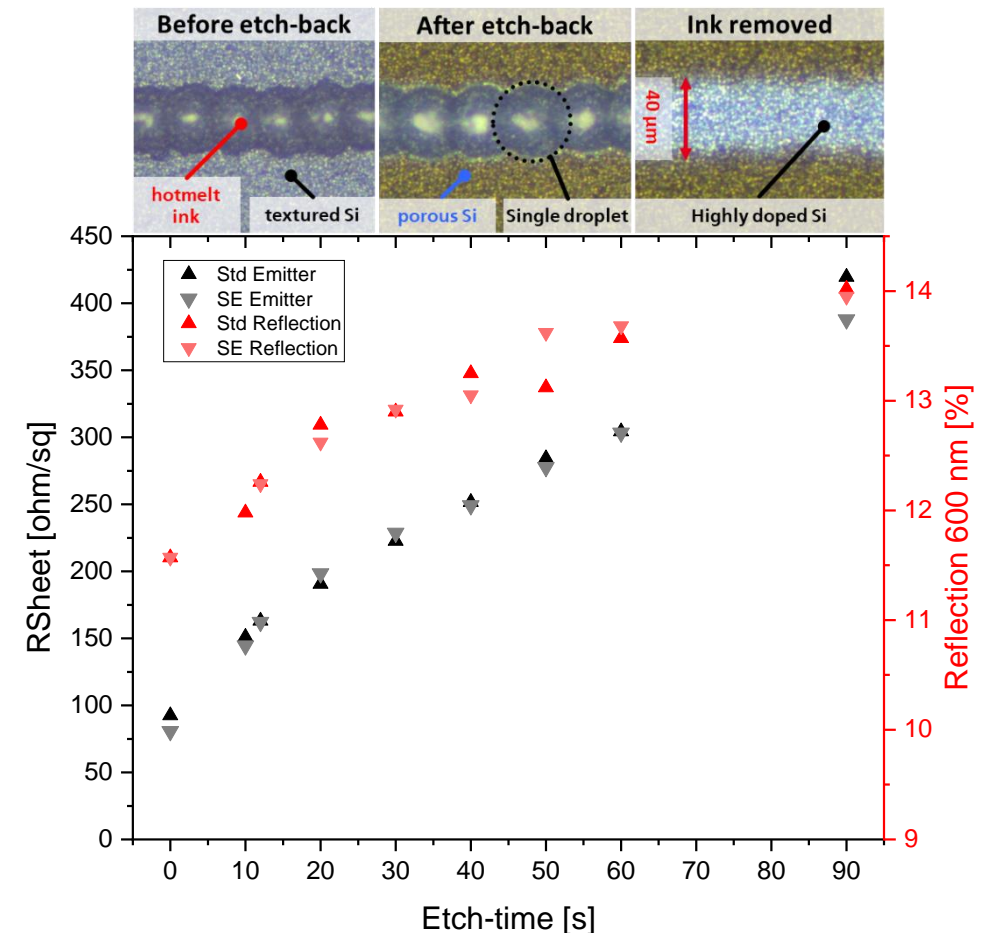 Before etch-back
After etch-back
Ink removed
40 µm
hotmelt
ink
textured Si
porous Si
Single droplet
Highly doped Si
450
400
350
300
250
200
150
100
50
0
RSheet [ohm/sq]
Std Emitter
SE Emitter
Std Reflection
SE Reflection
14
13
12
11
10
9
Reflection 600 nm [%]
0 10 20 30 40 50 60 70 80 90
Etch-time [s]